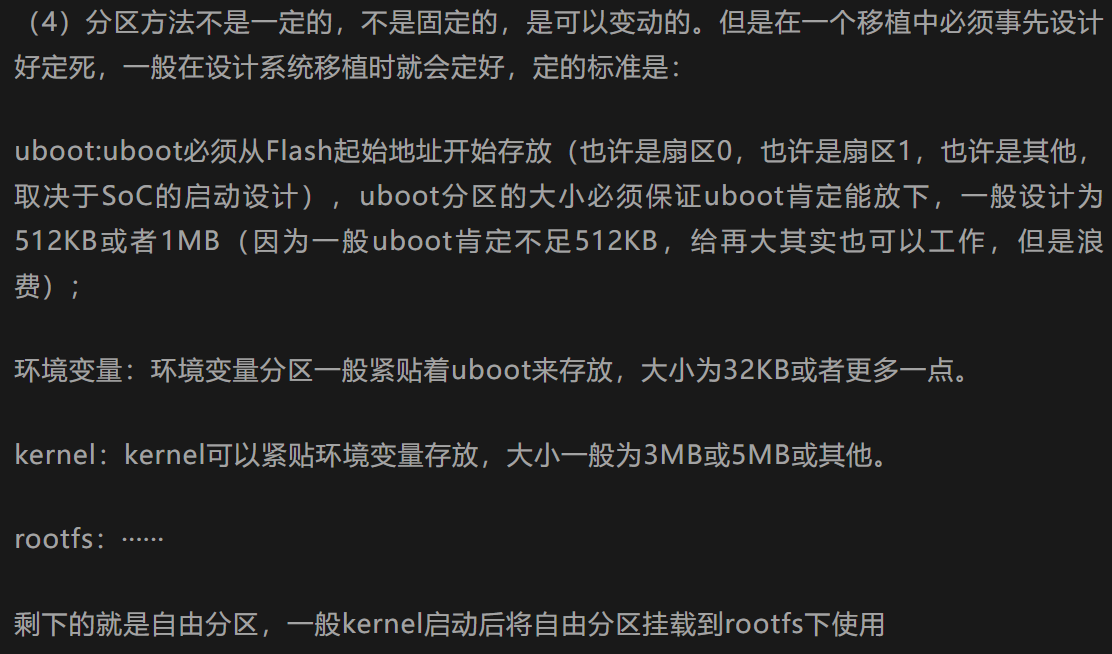 （4）分区方法不是一定的，不是固定的，是可以变动的。但是在一个移植中必须事先设计
好定死，一般在设计系统移植时就会定好，定的标准是：
uboot:uboot必须从Flash起始地址开始存放（也许是扇区0，也许是扇区1，也许是其他，
取决于SoC的启动设计），uboot分区的大小必须保证uboot肯定能放下，一般设计为
512KB或者1MB（因为一般uboot肯定不足512KB，给再大其实也可以工作，但是浪
费）；
环境变量：环境变量分区一般紧贴着uboot来存放，大小为32KB或者更多一点。
kernel：kernel可以紧贴环境变量存放，大小一般为3MB或5MB或其他。
rootfs：······
剩下的就是自由分区，一般kernel启动后将自由分区挂载到rootfs下使用